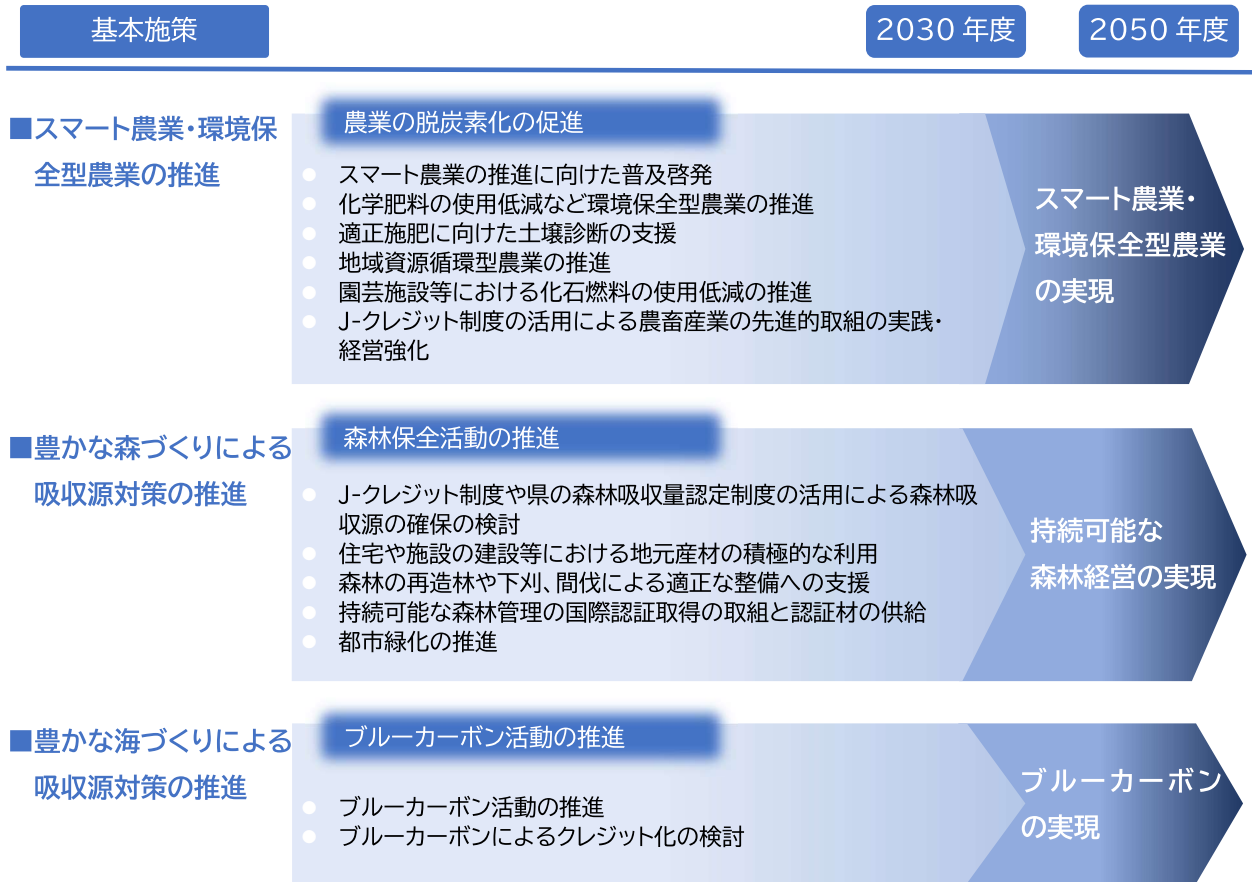 基本施策
2030 年度
2050 年度
■スマート農業・環境保
全型農業の推進
農業の脱炭素化の促進
● スマート農業の推進に向けた普及啓発
● 化学肥料の使用低減など環境保全型農業の推進
● 適正施肥に向けた土壌診断の支援
● 地域資源循環型農業の推進
● 園芸施設等における化石燃料の使用低減の推進
● J-クレジット制度の活用による農畜産業の先進的取組の実践・
経営強化
スマート農業・
環境保全型農業
の実現
■豊かな森づくりによる
吸収源対策の推進
森林保全活動の推進
● J-クレジット制度や県の森林吸収量認定制度の活用による森林吸
収源の確保の検討
● 住宅や施設の建設等における地元産材の積極的な利用
● 森林の再造林や下刈、間伐による適正な整備への支援
● 持続可能な森林管理の国際認証取得の取組と認証材の供給
● 都市緑化の推進
持続可能な
森林経営の実現
■豊かな海づくりによる
吸収源対策の推進
ブルーカーボン活動の推進
● ブルーカーボン活動の推進
● ブルーカーボンによるクレジット化の検討
ブルーカーボン
の実現